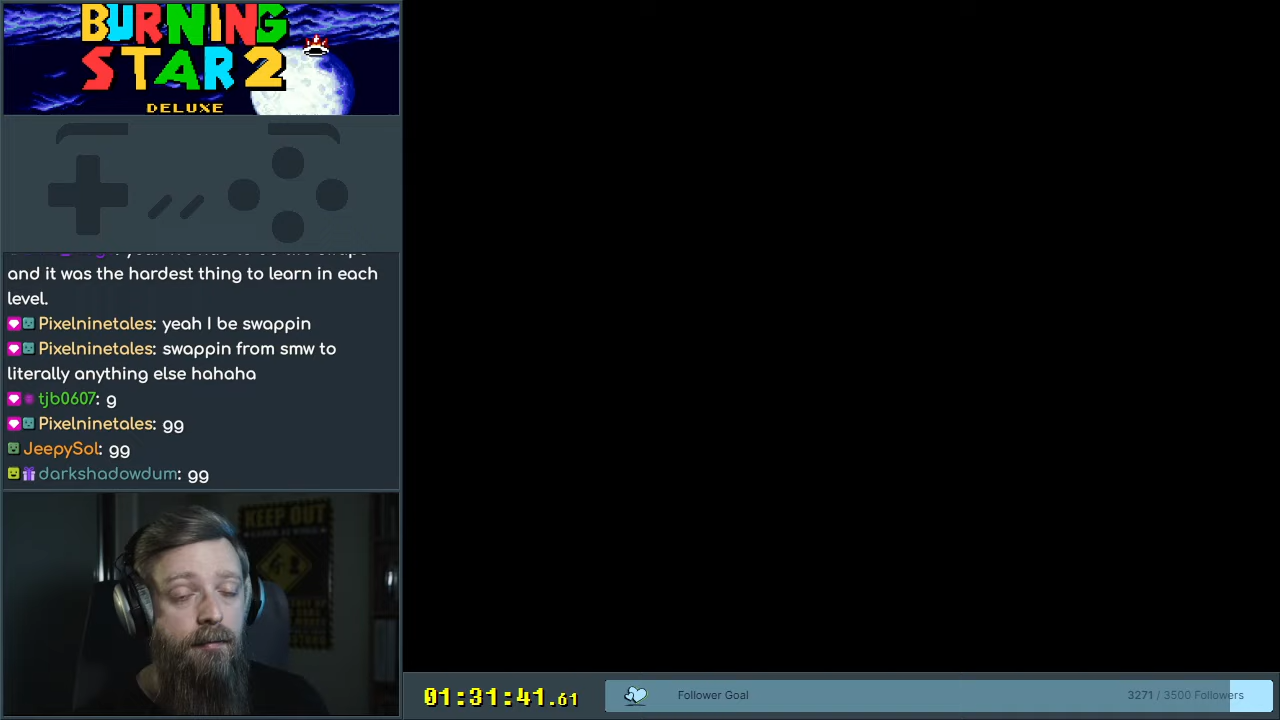 BURNING
STAR 2
DELUXE
and it was the hardest thing to learn in each
level.
Pixelninetales: yeah I be swappin
Pixelninetales: swappin from smw to
literally anything else hahaha
tjb0607: g
Pixelninetales: gg
JeepySol: gg
darkshadowdum: gg
KEEP OUT
01:31:41.61
Follower Goal
3271 / 3500 Followers